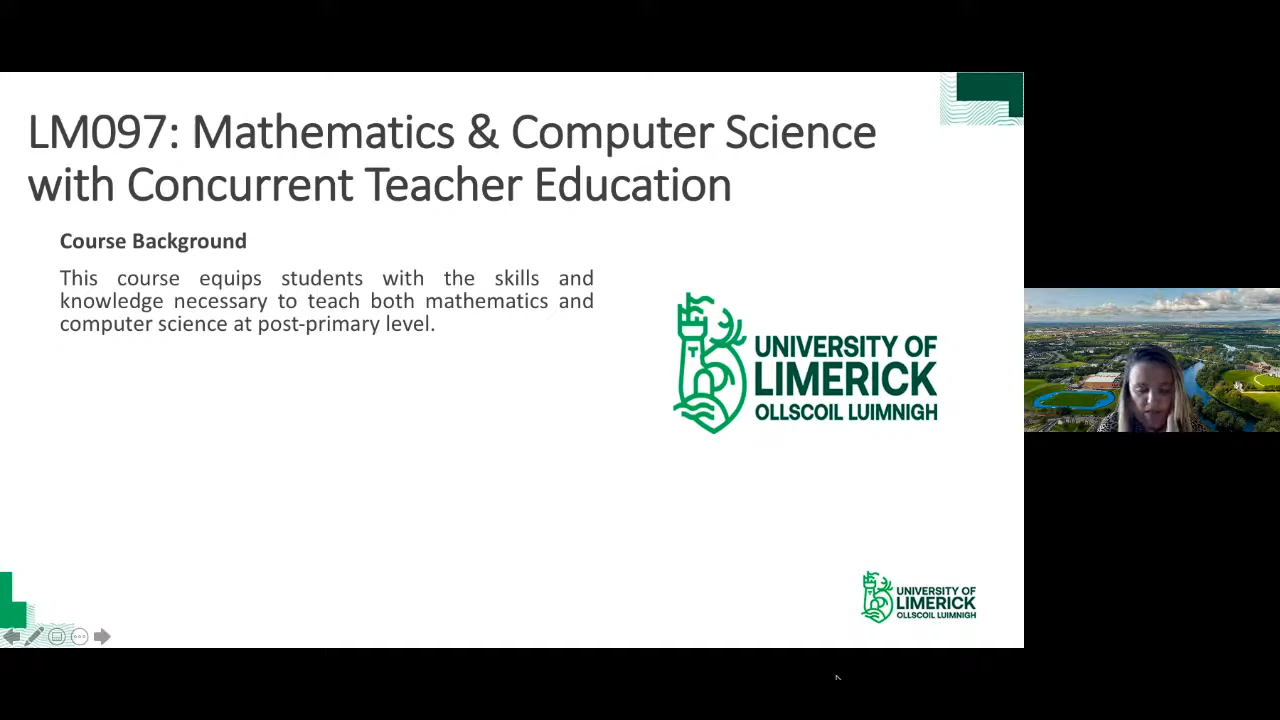 LM097: Mathematics & Computer Science
with Concurrent Teacher Education
Course Background
This course equips students with the skills and
knowledge necessary to teach both mathematics and
computer science at post-primary level.
UNIVERSITY OF
LIMERICK
OLLSCOIL LUIMNIGH
UNIVERSITY OF
LIMERICK
OLLSCOIL LUIMNIGH